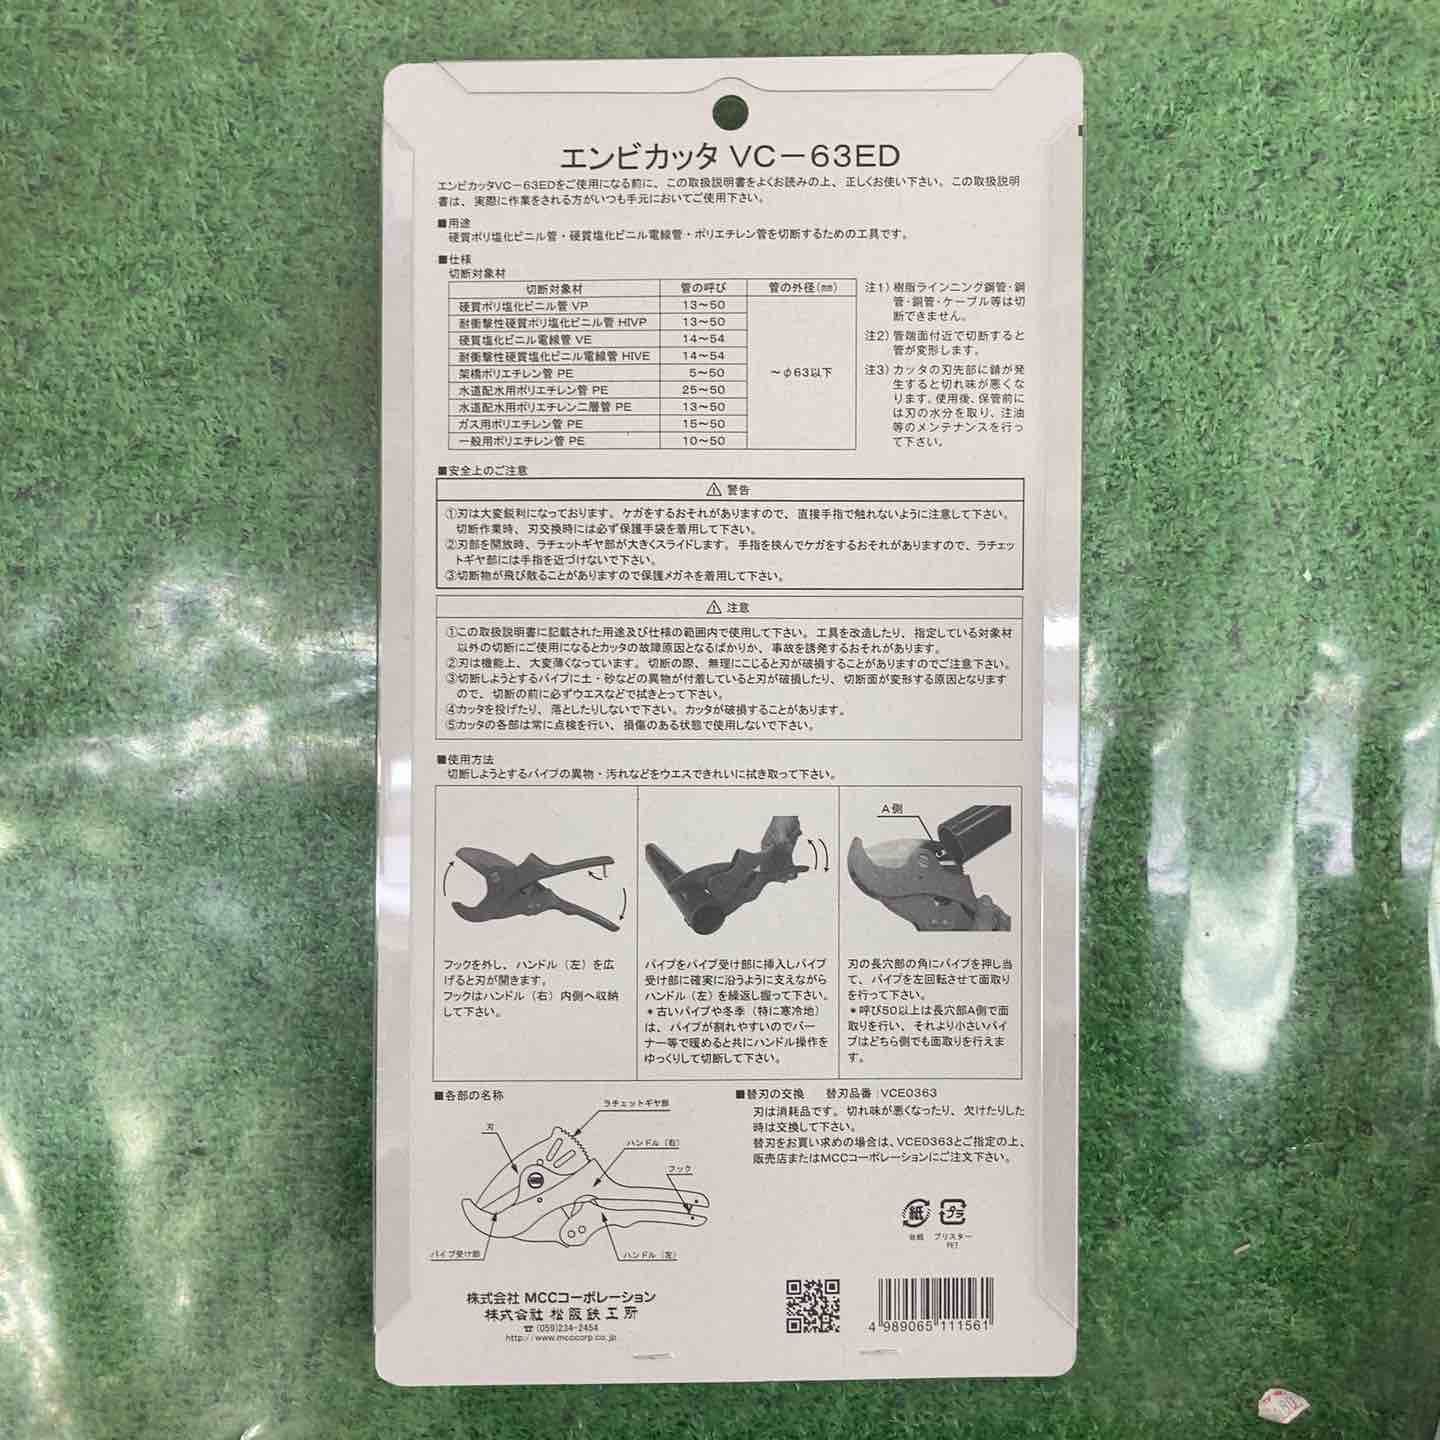 エンビカッタ VC-63ED
エンビカッタVC-63EDをご使用になる前に、この取扱説明書をよくお読みの上、正しくお使い下さい。この取扱説明
書は、実際に作業をされる方がいつも手元においてご使用下さい。
■用途
硬質ポリ塩化ビニル管・硬質塩化ビニル電線管・ポリエチレン管を切断するための工具です。
■仕様
切断対象材
切断対象材 管の呼び 管の外径(㎜)
硬質ポリ塩化ビニル管 VP 13～50
耐衝撃性硬質ポリ塩化ビニル管 HIVP 13～50
硬質塩化ビニル電線管 VE 14～54
耐衝撃性硬質塩化ビニル電線管 HIVE 14～54
架橋ポリエチレン管 PE 5～50 ～φ63以下
水道配水用ポリエチレン管 PE 25～50
水道配水用ポリエチレン二層管 PE 13～50
ガス用ポリエチレン管 PE 15～50
一般用ポリエチレン管 PE 10～50
注1) 樹脂ラインニング鋼管・鋼
管・銅管・ケーブル等は切
断できません。
注2) 管端面付近で切断すると
管が変形します。
注3) カッタの刃先部に錆が発
生すると切れ味が悪くな
ります。使用後、保管前に
は刃の水分を取り、注油
等のメンテナンスを行っ
て下さい。
■安全上のご注意
⚠ 警告
①刃は大変鋭利になっております。ケガをするおそれがありますので、直接手指で触れないように注意して下さい。
切断作業時、刃交換時には必ず保護手袋を着用して下さい。
②刃部を開放時、ラチェットギヤ部が大きくスライドします。手指を挟んでケガをするおそれがありますので、ラチェッ
トギヤ部には手指を近づけないで下さい。
③切断物が飛び散ることがありますので保護メガネを着用して下さい。
⚠ 注意
①この取扱説明書に記載された用途及び仕様の範囲内で使用して下さい。工具を改造したり、指定している対象材
以外の切断にご使用になるとカッタの故障原因となるばかりか、事故を誘発するおそれがあります。
②刃は機能上、大変薄くなっています。切断の際、無理にこじると刃が破損することがありますのでご注意下さい。
③切断しようとするパイプに土・砂などの異物が付着していると刃が破損したり、切断面が変形する原因となります
ので、切断の前に必ずウエスなどで拭きとって下さい。
④カッタを投げたり、落としたりしないで下さい。カッタが破損することがあります。
⑤カッタの各部は常に点検を行い、損傷のある状態で使用しないで下さい。
■使用方法
切断しようとするパイプの異物・汚れなどをウエスできれいに拭き取って下さい。
A側
フックを外し、ハンドル（左）を広
げると刃が開きます。
フックはハンドル（右）内側へ収納
して下さい。
パイプをパイプ受け部に挿入しパイプ
受け部に確実に沿うように支えながら
ハンドル（左）を繰返し握って下さい。
＊古いパイプや冬季（特に寒冷地）
は、パイプが割れやすいのでバー
ナー等で暖めると共にハンドル操作を
ゆっくりして切断して下さい。
刃の長穴部の角にパイプを押し当
て、パイプを左回転させて面取り
を行って下さい。
＊呼び50以上は長穴部A側で面
取りを行い、それより小さいパイ
プはどちら側でも面取りを行えま
す。
■各部の名称
ラチェットギヤ部
刃
ハンドル（右）
フック
パイプ受け部
ハンドル（左）
■替刃の交換 替刃品番：VCE0363
刃は消耗品です。切れ味が悪くなったり、欠けたりした
時は交換して下さい。
替刃をお買い求めの場合は、VCE0363とご指定の上、
販売店またはMCCコーポレーションにご注文下さい。
紙 プラ
台紙 ブリスター
PET
株式会社 MCCコーポレーション
株式会社 松阪鉄工所
☎(059)234-2454
http://www.mcccorp.co.jp
4 989065 111561